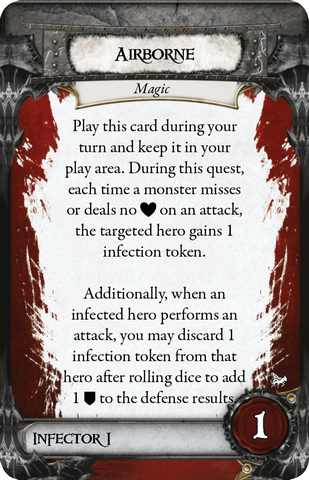 AIRBORNE
Magic
Play this card during your
turn and keep it in your
play area. During this quest,
each time a monster misses
or deals no ♥ on an attack,
the targeted hero gains 1
infection token.
Additionally, when an
infected hero performs an
attack, you may discard 1
infection token from that
hero after rolling dice to add
1 to the defense results.
INFECTOR I
1